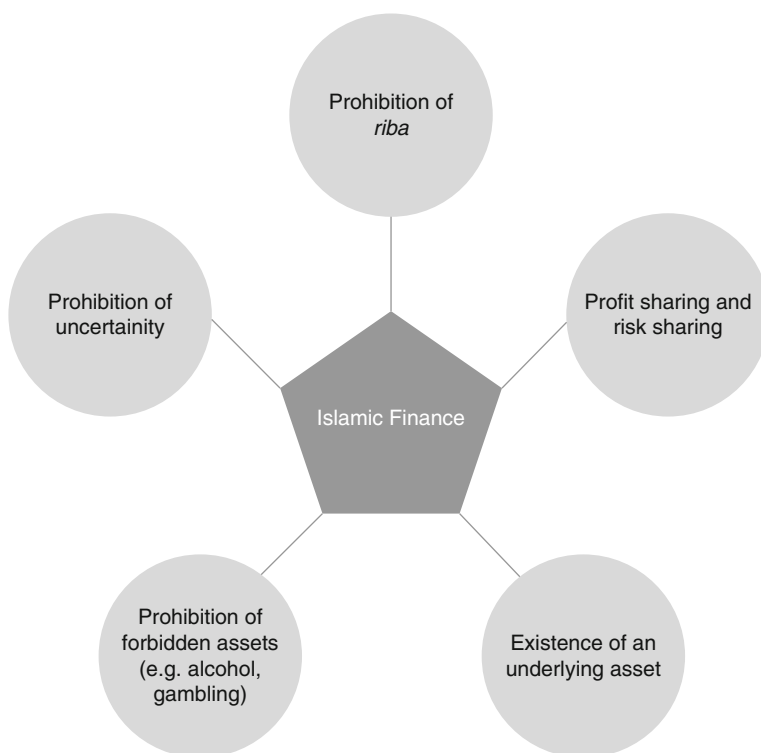 Prohibition of
riba
Prohibition of
uncertainity
Profit sharing and
risk sharing
Islamic Finance
Prohibition of
forbidden assets
(e.g. alcohol,
gambling)
Existence of an
underlying asset